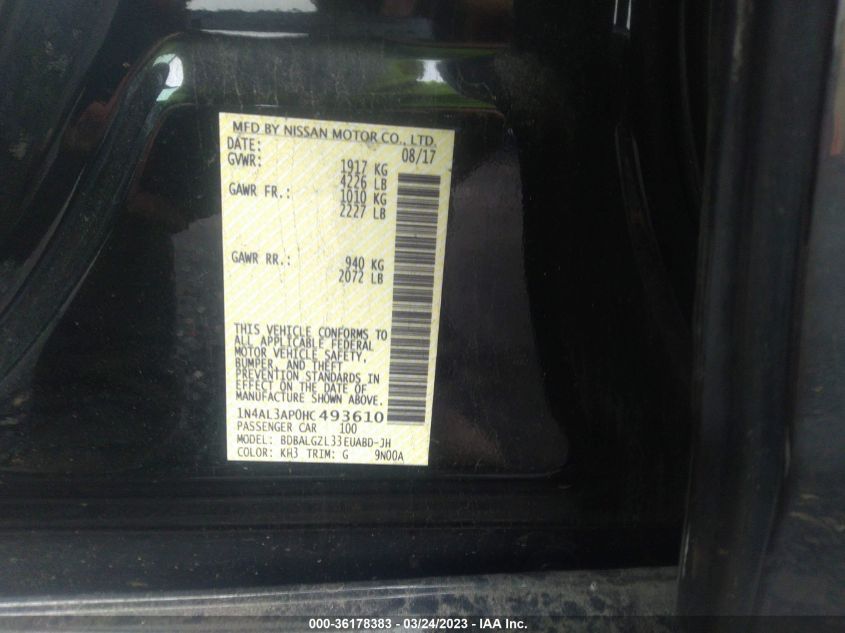 MFD BY NISSAN MOTOR CO., LTD.
DATE: 08/17
GVWR: 1917 KG
4226 LB
GAWR FR.: 1010 KG
2227 LB
GAWR RR.: 940 KG
2072 LB
THIS VEHICLE CONFORMS TO
ALL APPLICABLE FEDERAL
MOTOR VEHICLE SAFETY,
BUMPER, AND THEFT
PREVENTION STANDARDS IN
EFFECT ON THE DATE OF
MANUFACTURE SHOWN ABOVE.
1N4AL3AP0HC493610
PASSENGER CAR 100
MODEL: BDBALGZL33EUABD-JH
COLOR: KH3 TRIM: G 9N00A
000-36178383 - 03/24/2023 - IAA Inc.